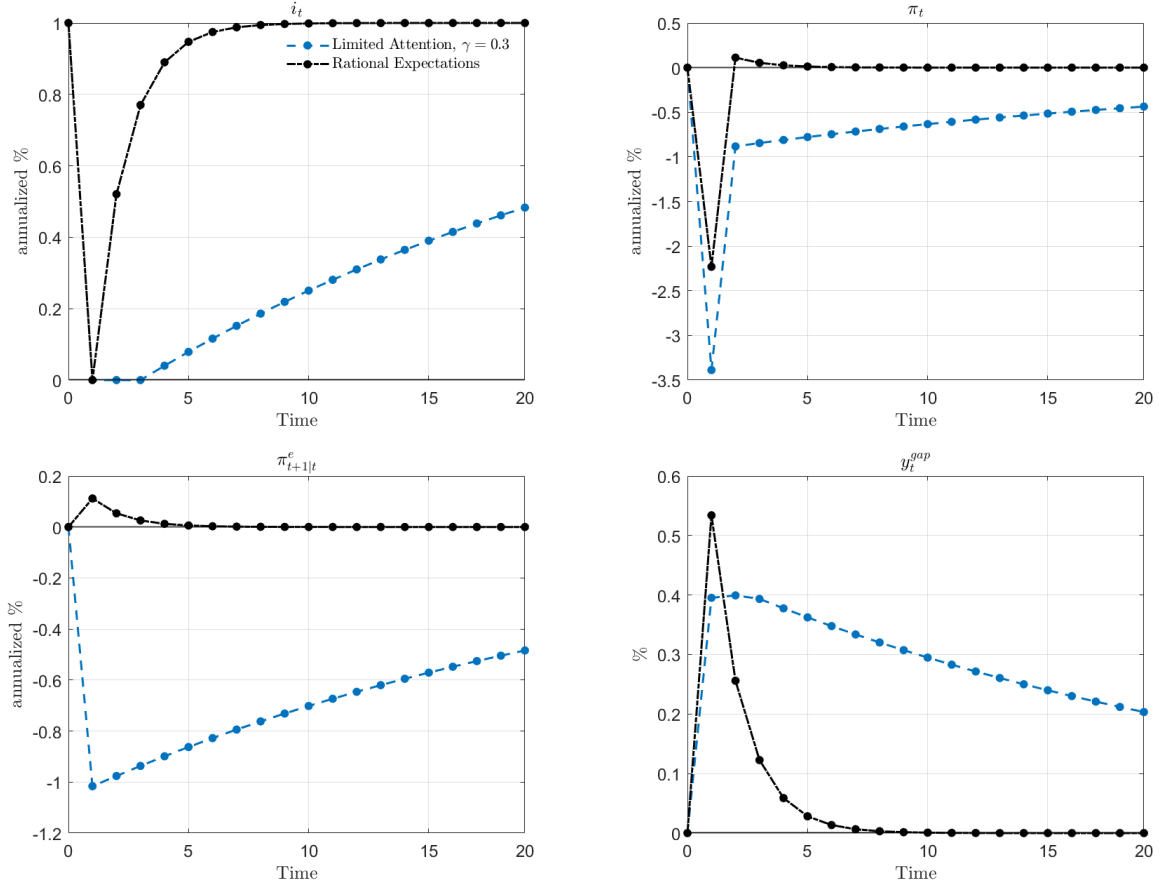 i_t
1
0.8
0.6
0.4
0.2
0
annualized %
Limited Attention, γ = 0.3
Rational Expectations
0 5 10 15 20
Time
π_t
0.5
0
-0.5
-1
-1.5
-2
-2.5
-3
-3.5
annualized %
0 5 10 15 20
Time
π^e_{t+1|t}
0.2
0
-0.2
-0.4
-0.6
-0.8
-1
-1.2
annualized %
0 5 10 15 20
Time
y_t^{gap}
0.6
0.5
0.4
0.3
0.2
0.1
0
%
0 5 10 15 20
Time